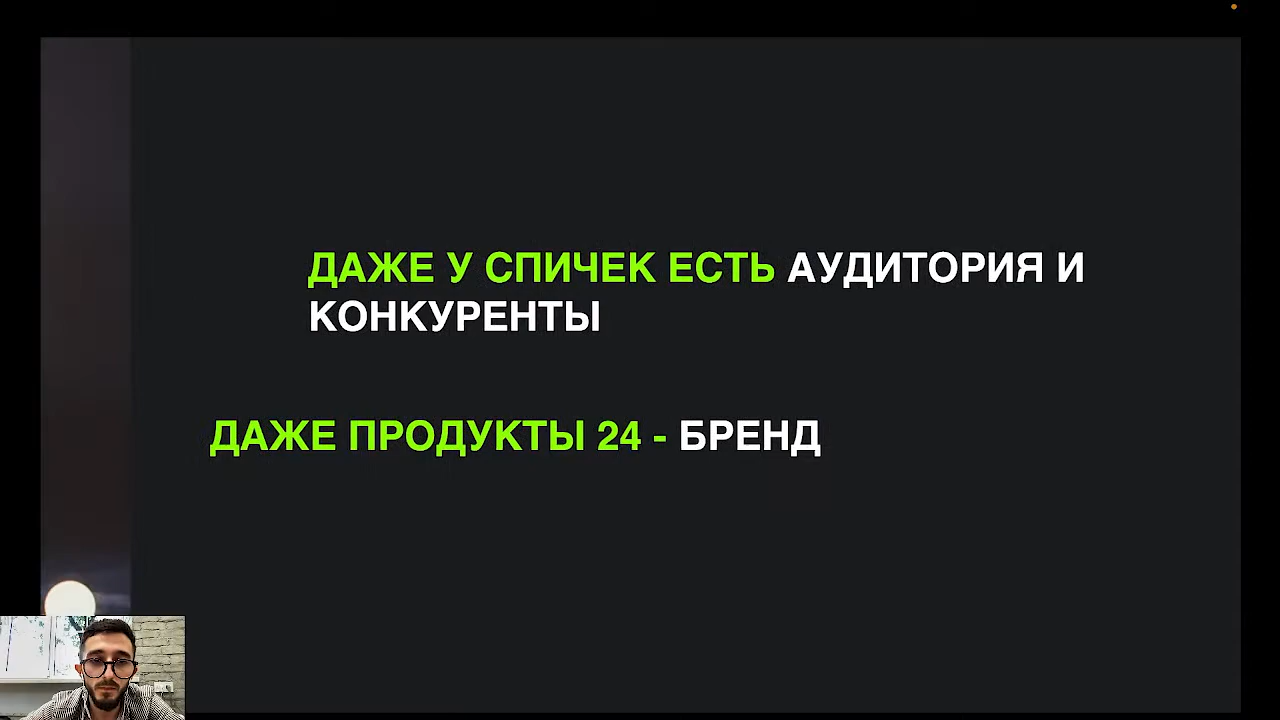 ДАЖЕ У СПИЧЕК ЕСТЬ АУДИТОРИЯ И
КОНКУРЕНТЫ
ДАЖЕ ПРОДУКТЫ 24 - БРЕНД